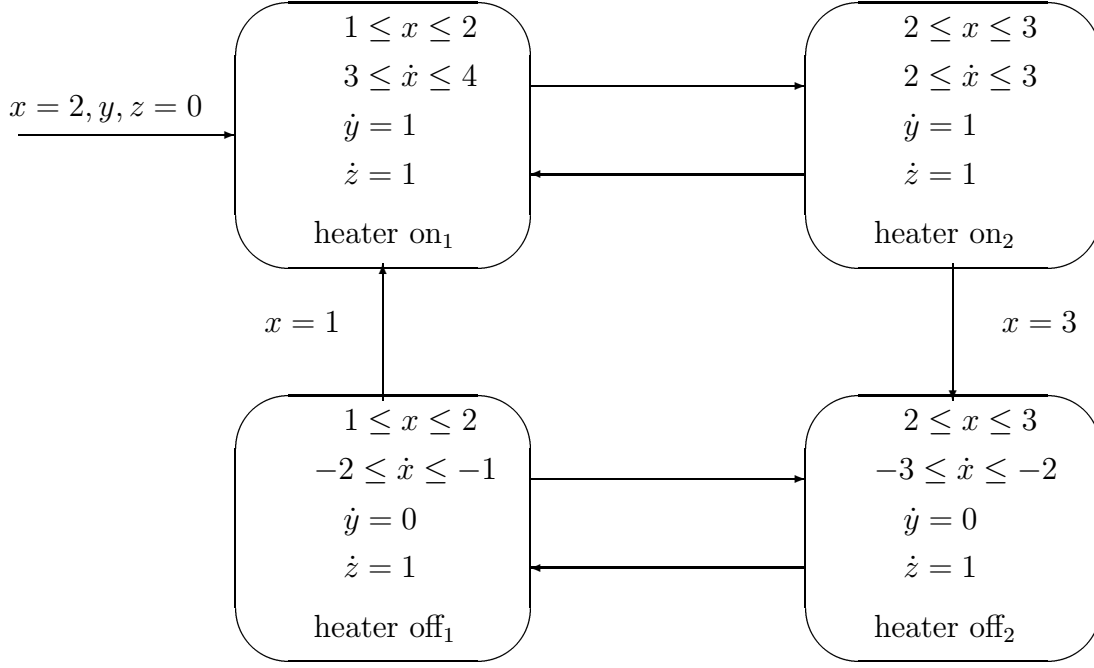 1 ≤ x ≤ 2
3 ≤ ẋ ≤ 4
ẏ = 1
ż = 1
heater on₁
2 ≤ x ≤ 3
2 ≤ ẋ ≤ 3
ẏ = 1
ż = 1
heater on₂
x = 2, y, z = 0
x = 1
x = 3
1 ≤ x ≤ 2
−2 ≤ ẋ ≤ −1
ẏ = 0
ż = 1
heater off₁
2 ≤ x ≤ 3
−3 ≤ ẋ ≤ −2
ẏ = 0
ż = 1
heater off₂